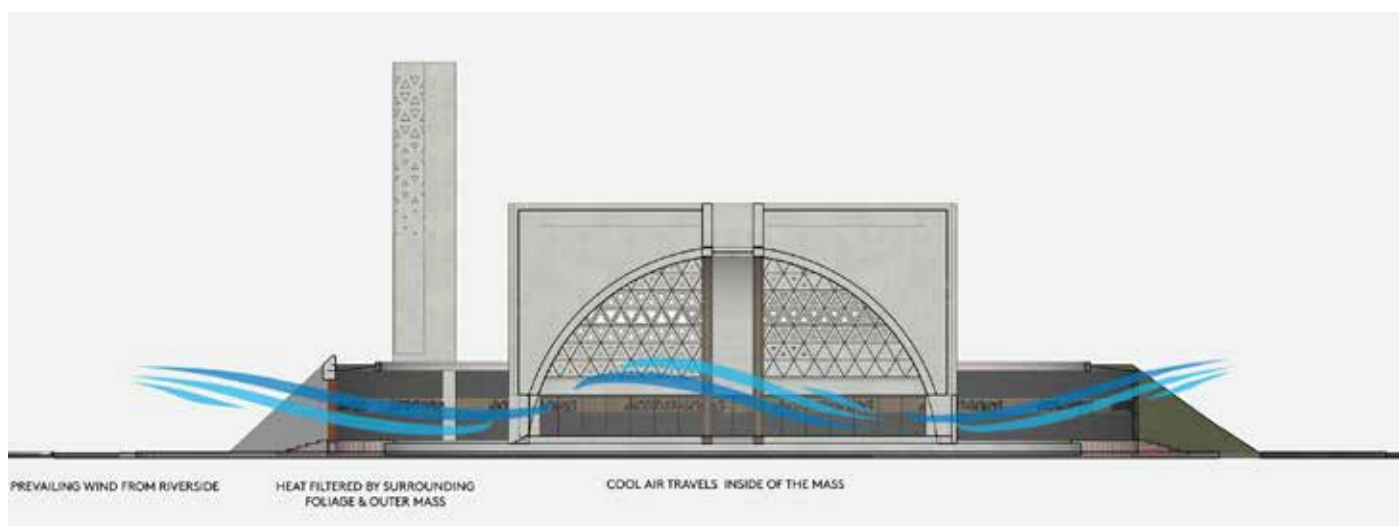 PREVAILING WIND FROM RIVERSIDE
HEAT FILTERED BY SURROUNDING
FOLIAGE & OUTER MASS
COOL AIR TRAVELS INSIDE OF THE MASS